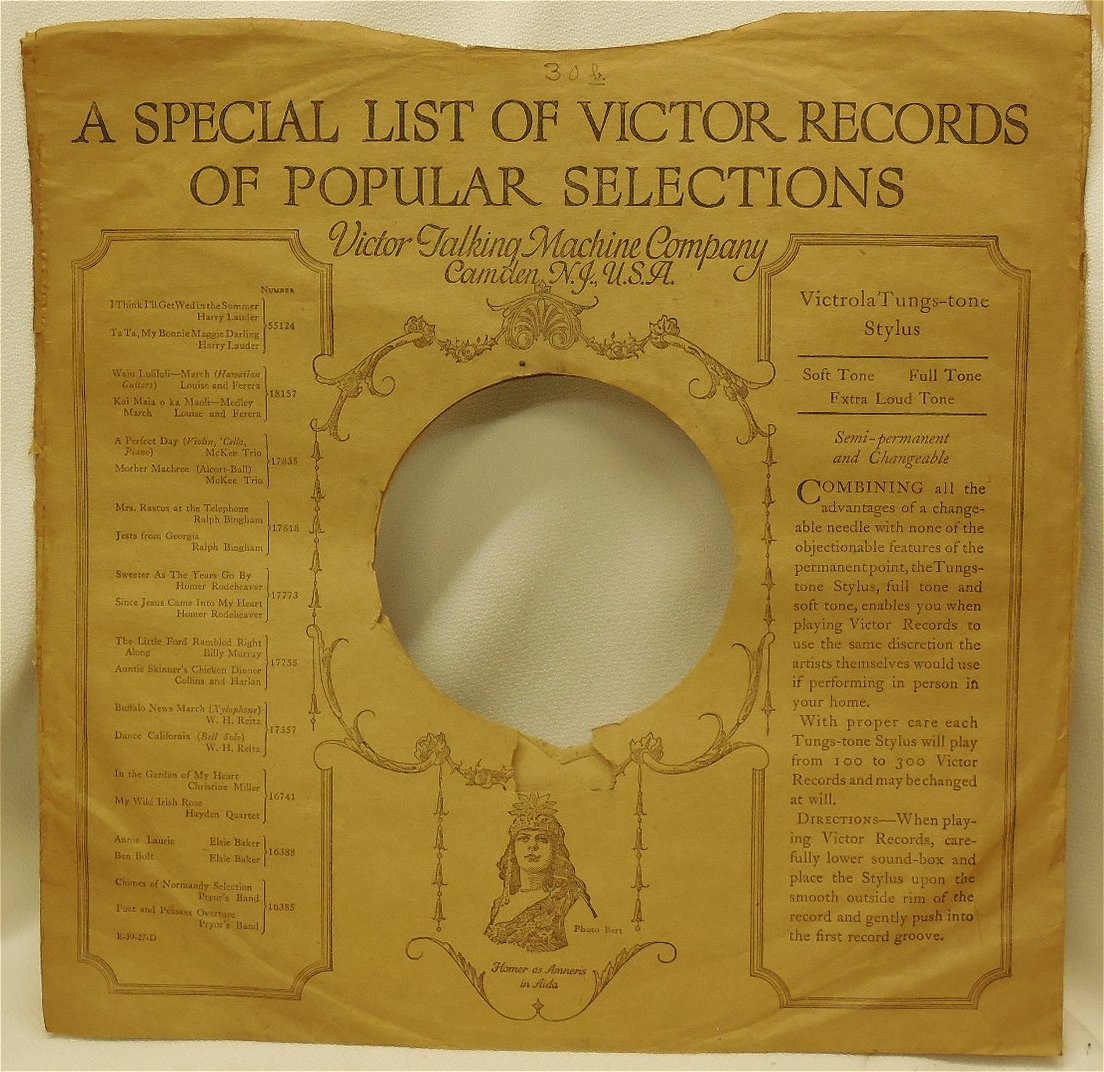 30 b.
A SPECIAL LIST OF VICTOR RECORDS
OF POPULAR SELECTIONS
Victor Talking Machine Company
Camden, N.J., U.S.A.
NUMBER
I Think I'll Get Wed in the Summer
Harry Lauder
Ta Ta, My Bonnie Maggie Darling
Harry Lauder
55124
Wain Luliluli—March (Hawaiian
Guitars) Louise and Ferera
Kai Maia o ka Maoli—Medley
March Louise and Ferera
18157
A Perfect Day (Violin, 'Cello,
Piano) McKee Trio
Mother Machree (Alcott-Ball)
McKee Trio
17835
Mrs. Rastus at the Telephone
Ralph Bingham
Jests from Georgia
Ralph Bingham
17818
Sweeter As The Years Go By
Homer Rodeheaver
Since Jesus Came Into My Heart
Homer Rodeheaver
17773
The Little Ford Rambled Right
Along Billy Murray
Auntie Skinner's Chicken Dinner
Collins and Harlan
17755
Buffalo News March (Xylophone)
W. H. Reitz
Dance California (Bell Solo)
W. H. Reitz
17357
In the Garden of My Heart
Christine Miller
My Wild Irish Rose
Hayden Quartet
16741
Annie Laurie Elsie Baker
Ben Bolt Elsie Baker
16388
Chimes of Normandy Selection
Pryor's Band
Poet and Peasant Overture
Pryor's Band
16385
E-39-27-D
Photo Bert
Homer as Amneris
in Aida
Victrola Tungs-tone
Stylus
Soft Tone Full Tone
Extra Loud Tone
Semi-permanent
and Changeable
COMBINING all the
advantages of a change-
able needle with none of the
objectionable features of the
permanent point, the Tungs-
tone Stylus, full tone and
soft tone, enables you when
playing Victor Records to
use the same discretion the
artists themselves would use
if performing in person in
your home.
With proper care each
Tungs-tone Stylus will play
from 100 to 300 Victor
Records and may be changed
at will.
DIRECTIONS—When play-
ing Victor Records, care-
fully lower sound-box and
place the Stylus upon the
smooth outside rim of the
record and gently push into
the first record groove.